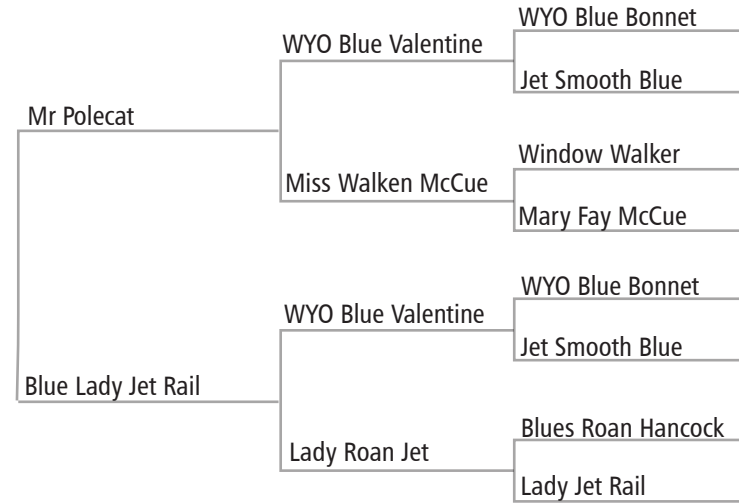 WYO Blue Bonnet
WYO Blue Valentine
Jet Smooth Blue
Mr Polecat
Window Walker
Miss Walken McCue
Mary Fay McCue
WYO Blue Bonnet
WYO Blue Valentine
Jet Smooth Blue
Blue Lady Jet Rail
Blues Roan Hancock
Lady Roan Jet
Lady Jet Rail